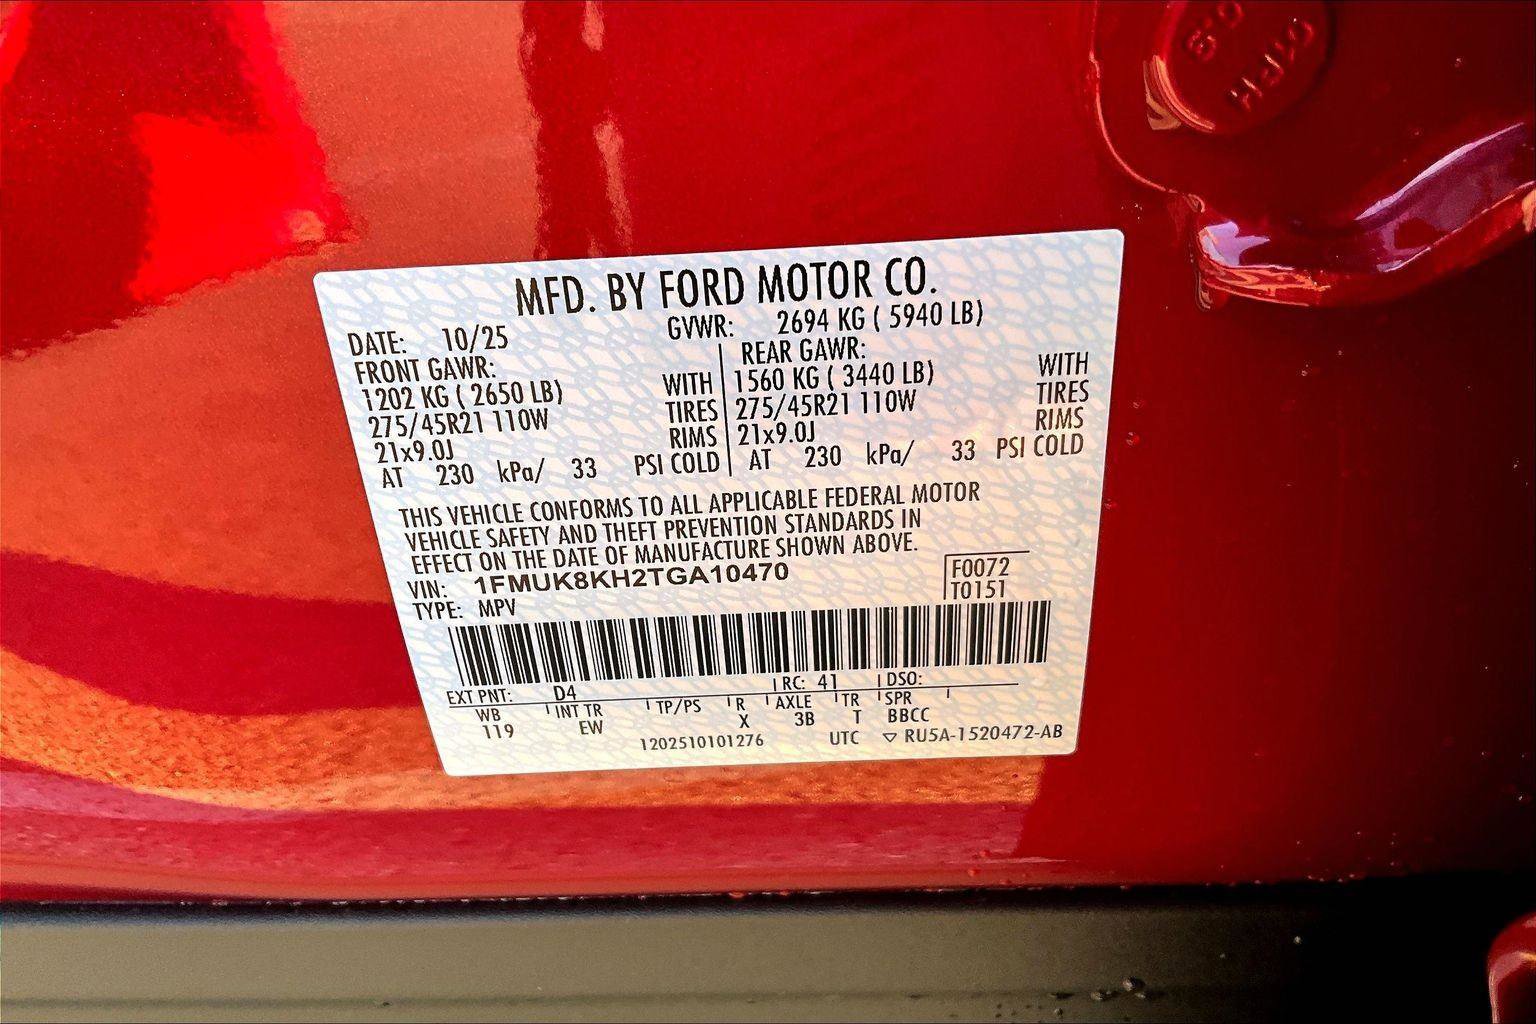 MFD. BY FORD MOTOR CO.
DATE: 10/25 GVWR: 2694 KG ( 5940 LB)
FRONT GAWR: REAR GAWR:
1202 KG ( 2650 LB) WITH 1560 KG ( 3440 LB) WITH
275/45R21 110W TIRES 275/45R21 110W TIRES
21x9.0J RIMS 21x9.0J RIMS
AT 230 kPa/ 33 PSI COLD AT 230 kPa/ 33 PSI COLD
THIS VEHICLE CONFORMS TO ALL APPLICABLE FEDERAL MOTOR
VEHICLE SAFETY AND THEFT PREVENTION STANDARDS IN
EFFECT ON THE DATE OF MANUFACTURE SHOWN ABOVE.
VIN: 1FMUK8KH2TGA10470 F0072
TYPE: MPV T0151
EXT PNT: D4 RC: 41 DSO:
WB INT TR TP/PS R AXLE TR SPR
119 EW X 3B T BBCC
1202510101276 UTC ▽ RU5A-1520472-AB